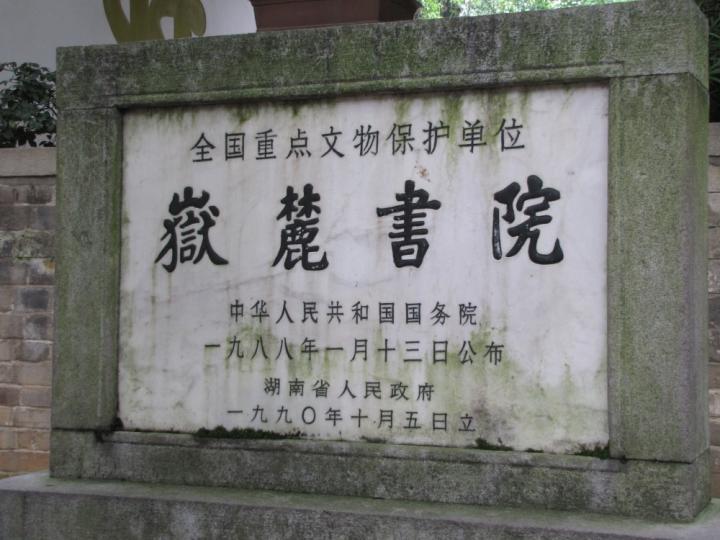 全国重点文物保护单位
嶽麓書院
中华人民共和国国务院
一九八八年一月十三日公布
湖南省人民政府
一九九〇年十月五日立